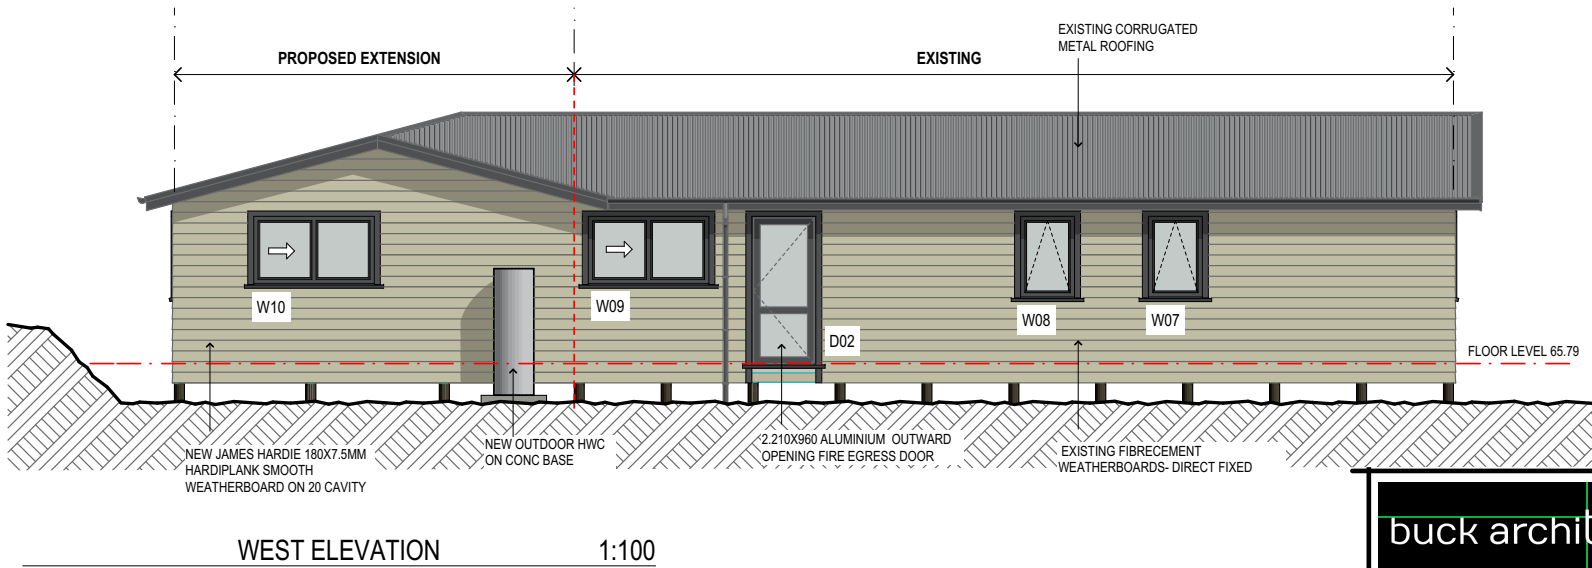 EXISTING CORRUGATED
METAL ROOFING
PROPOSED EXTENSION
EXISTING
W10
W09
D02
W08
W07
FLOOR LEVEL 65.79
NEW JAMES HARDIE 180X7.5MM
HARDIPLANK SMOOTH
WEATHERBOARD ON 20 CAVITY
NEW OUTDOOR HWC
ON CONC BASE
2.210X960 ALUMINIUM OUTWARD
OPENING FIRE EGRESS DOOR
EXISTING FIBRECEMENT
WEATHERBOARDS- DIRECT FIXED
WEST ELEVATION 1:100
buck archit